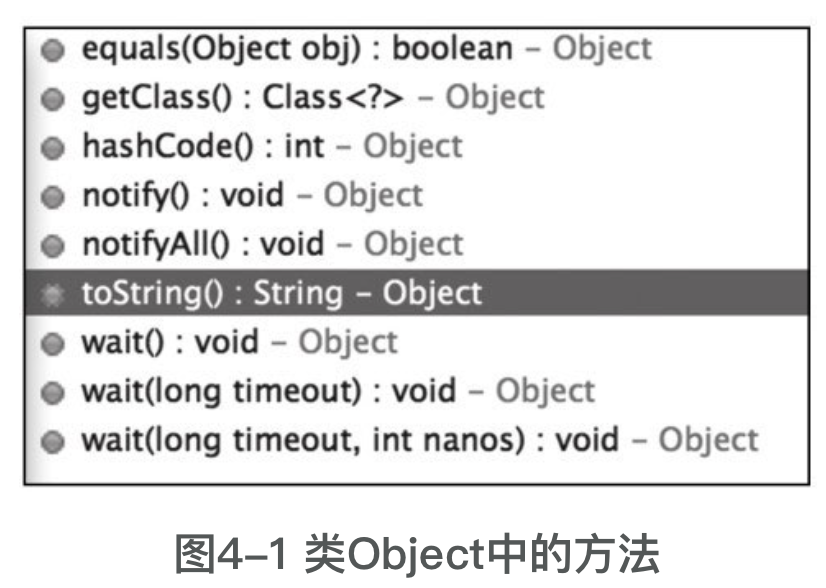 equals(Object obj) : boolean – Object
getClass() : Class<?> – Object
hashCode() : int – Object
notify() : void – Object
notifyAll() : void – Object
toString() : String – Object
wait() : void – Object
wait(long timeout) : void – Object
wait(long timeout, int nanos) : void – Object
图4–1 类Object中的方法